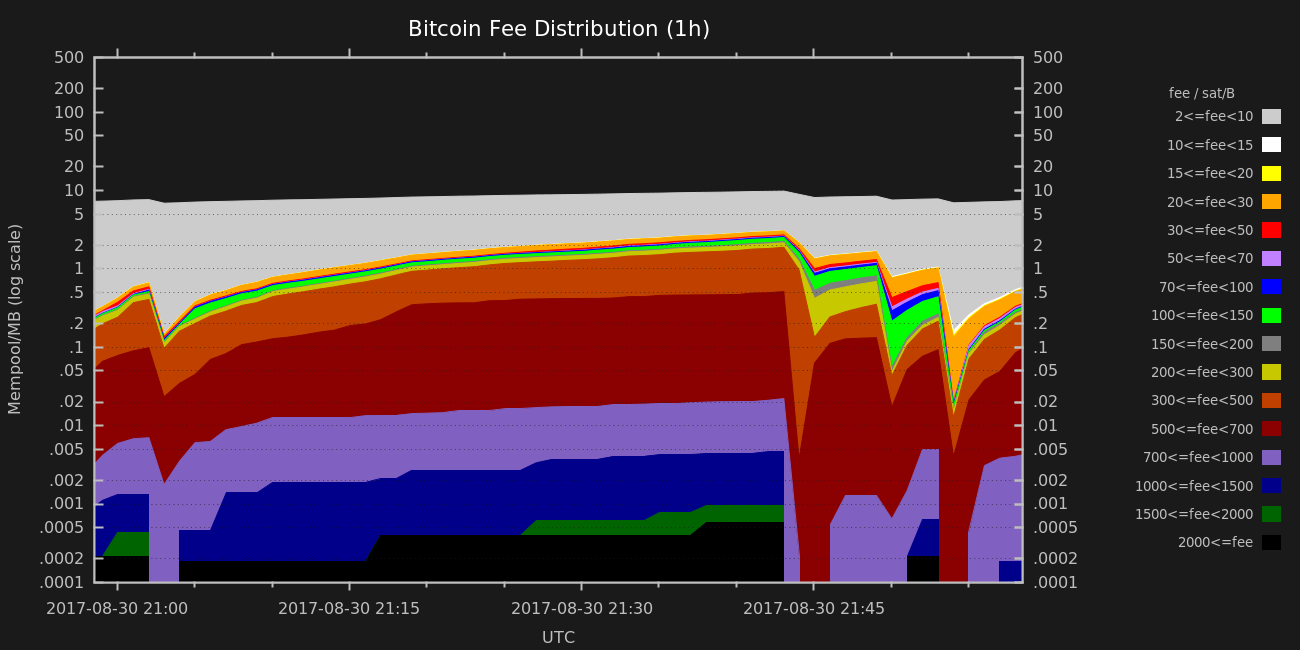 Bitcoin Fee Distribution (1h)
Mempool/MB (log scale)
500
200
100
50
20
10
5
2
1
.5
.2
.1
.05
.02
.01
.005
.002
.001
.0005
.0002
.0001
500
200
100
50
20
10
5
2
1
.5
.2
.1
.05
.02
.01
.005
.002
.001
.0005
.0002
.0001
2017-08-30 21:00
2017-08-30 21:15
2017-08-30 21:30
2017-08-30 21:45
UTC
fee / sat/B
2<=fee<10
10<=fee<15
15<=fee<20
20<=fee<30
30<=fee<50
50<=fee<70
70<=fee<100
100<=fee<150
150<=fee<200
200<=fee<300
300<=fee<500
500<=fee<700
700<=fee<1000
1000<=fee<1500
1500<=fee<2000
2000<=fee